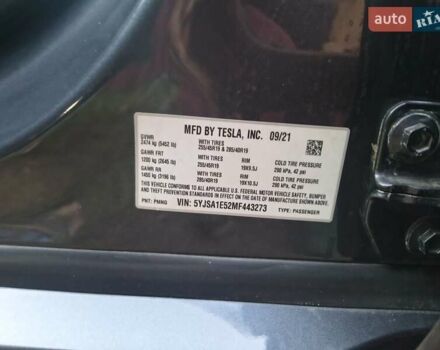 auto RIA
MFD BY TESLA, INC. 09/21
GVWR WITH TIRES
2474 kg (5452 lb) 255/45R19 & 285/40R19
GAWR FRT WITH TIRES RIM COLD TIRE PRESSURE
1200 kg (2645 lb) 255/45R19 19X9.5J 290 kPa, 42 psi
GAWR RR WITH TIRES RIM COLD TIRE PRESSURE
1450 kg (3196 lb) 285/40R19 19X10.5J 290 kPa, 42 psi
THIS VEHICLE CONFORMS TO ALL APPLICABLE FEDERAL MOTOR VEHICLE SAFETY, BUMPER
AND THEFT PREVENTION STANDARDS IN EFFECT ON THE DATE OF MANUFACTURE SHOWN ABOVE.
PNT: PMNG VIN: 5YJSA1E52MF443273 TYPE: PASSENGER